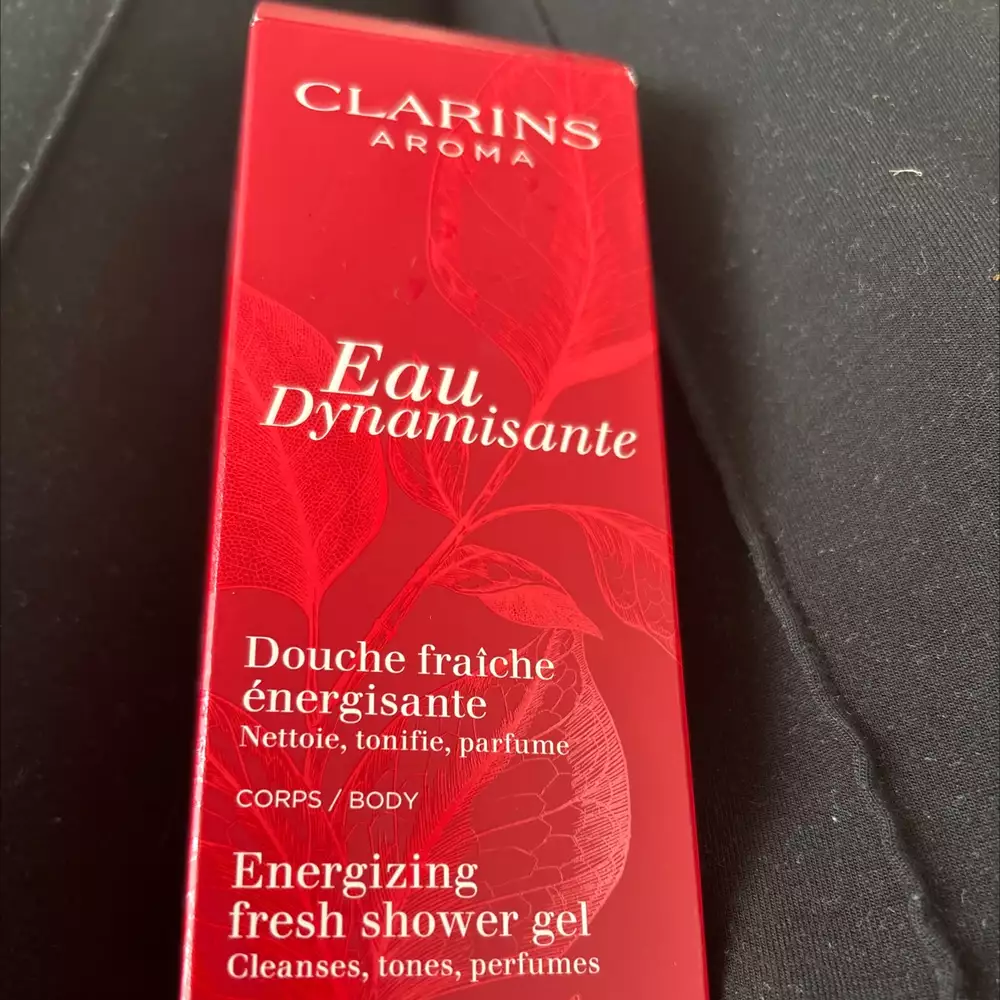 CLARINS
AROMA
Eau
Dynamisante
Douche fraîche
énergisante
Nettoie, tonifie, parfume
CORPS / BODY
Energizing
fresh shower gel
Cleanses, tones, perfumes